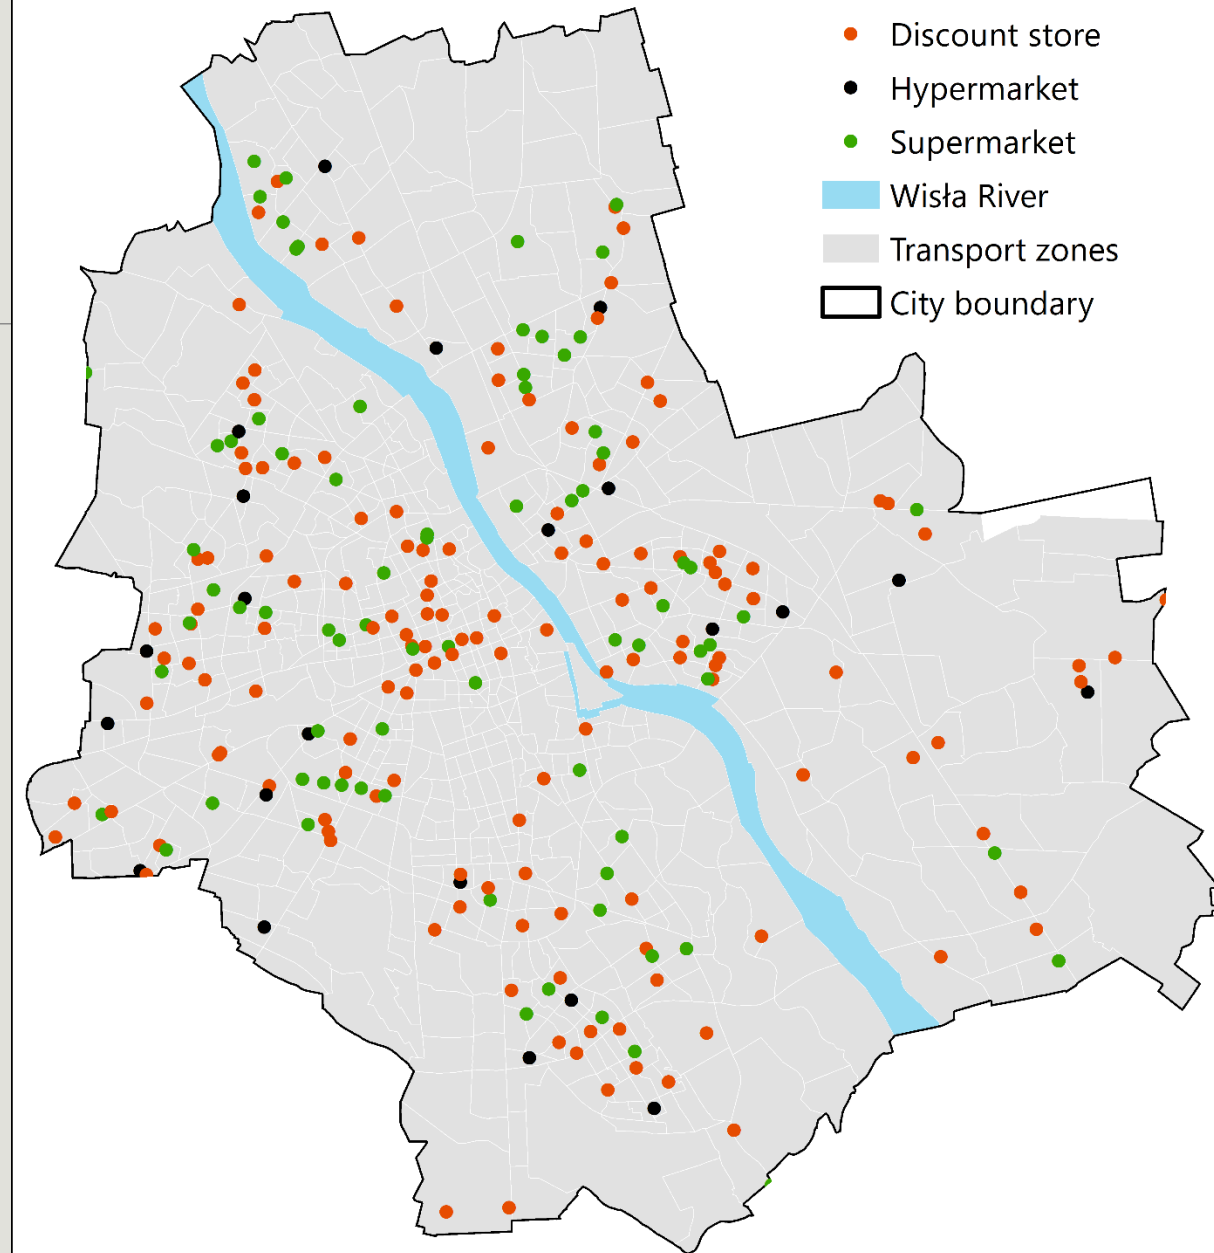 Discount store
Hypermarket
Supermarket
Wisła River
Transport zones
City boundary